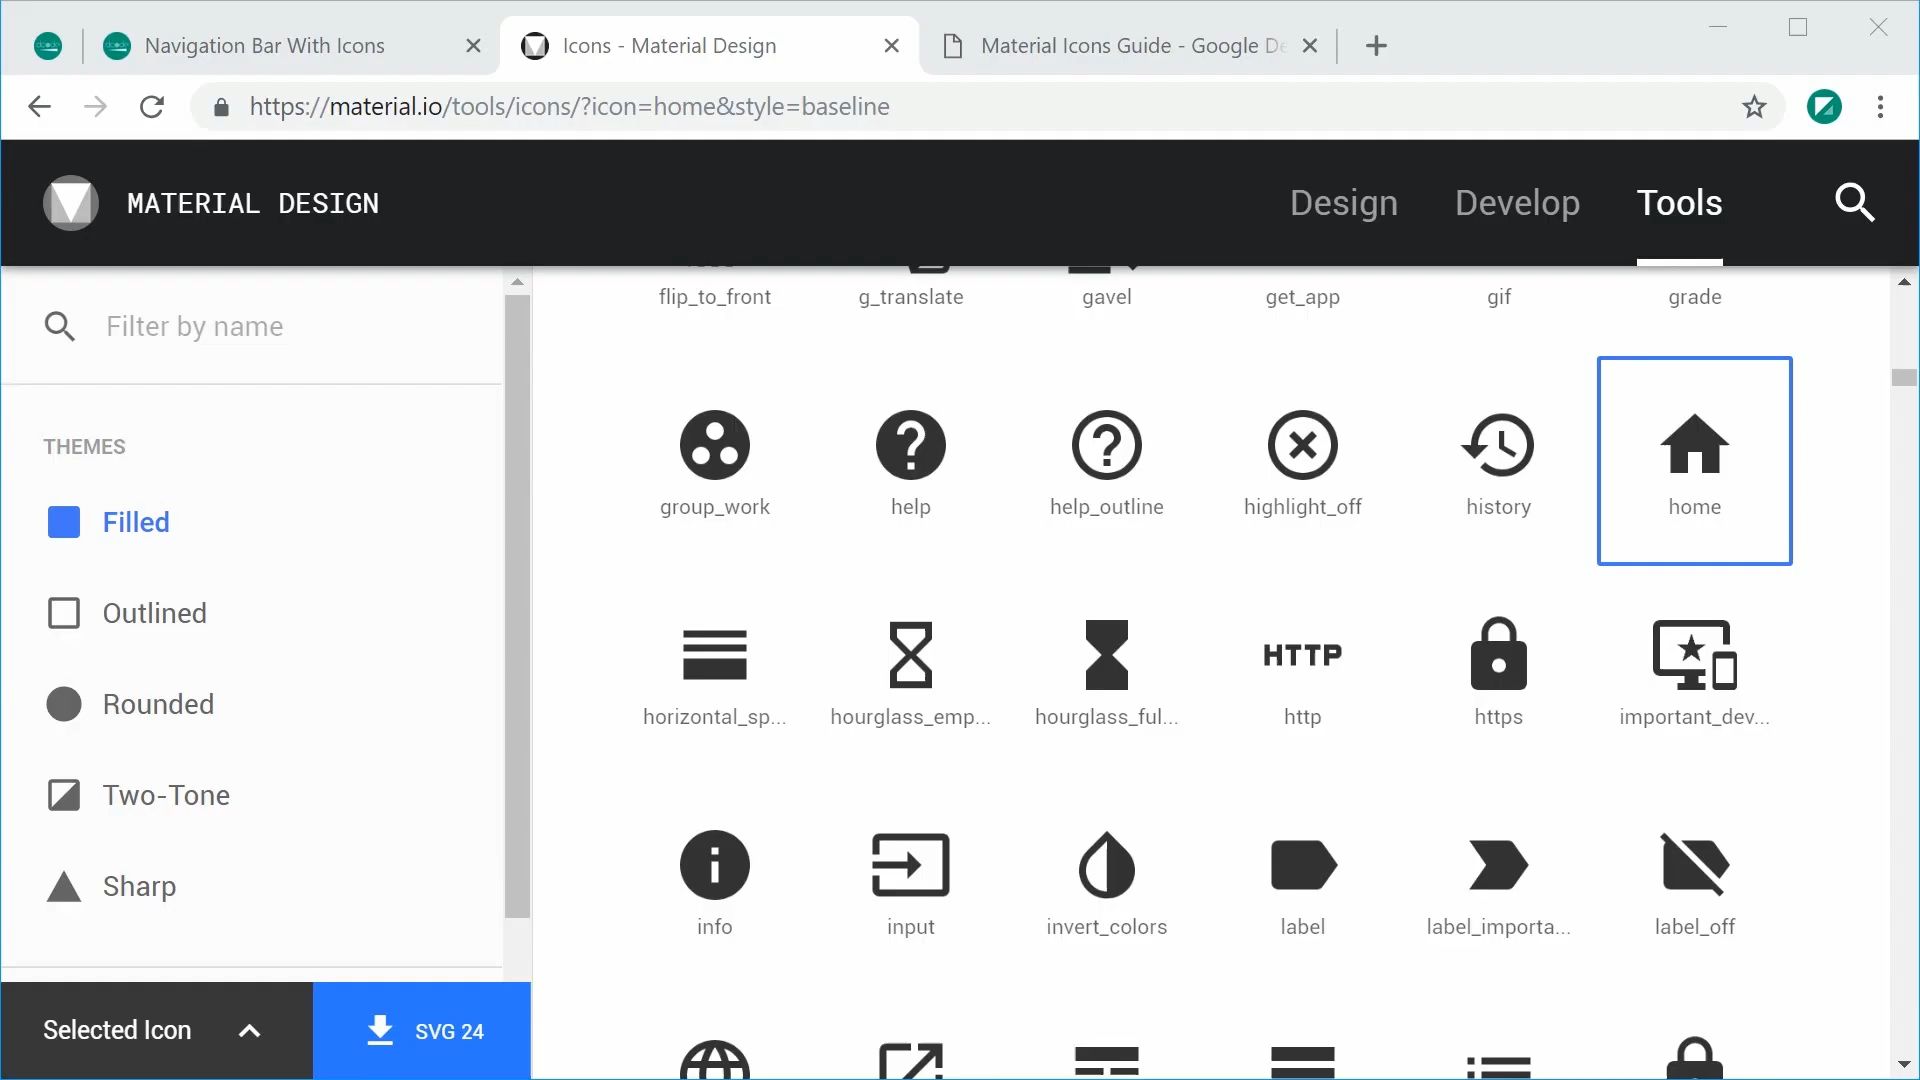 Navigation Bar With Icons
Icons - Material Design
Material Icons Guide - Google De
https://material.io/tools/icons/?icon=home&style=baseline
MATERIAL DESIGN
Design
Develop
Tools
Filter by name
THEMES
Filled
Outlined
Rounded
Two-Tone
Sharp
Selected Icon
SVG 24
flip_to_front
g_translate
gavel
get_app
gif
grade
group_work
help
help_outline
highlight_off
history
home
HTTP
horizontal_sp...
hourglass_emp...
hourglass_ful...
http
https
important_dev...
info
input
invert_colors
label
label_importa...
label_off